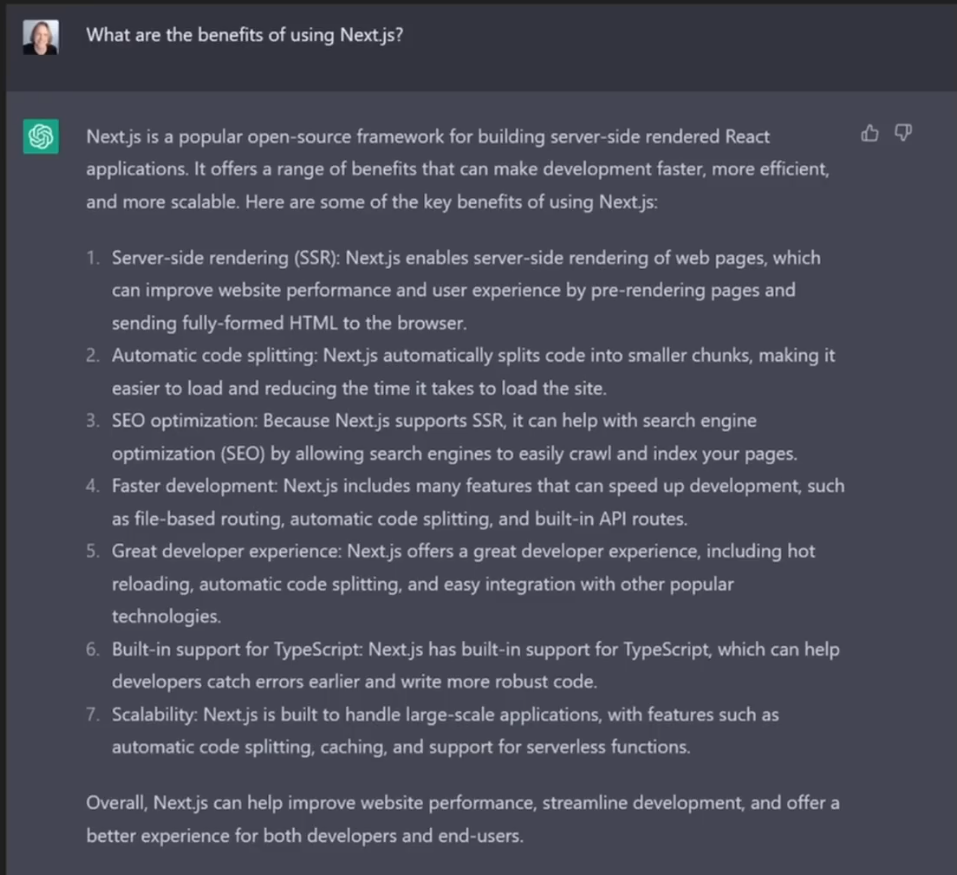 What are the benefits of using Next.js?
Next.js is a popular open-source framework for building server-side rendered React
applications. It offers a range of benefits that can make development faster, more efficient,
and more scalable. Here are some of the key benefits of using Next.js:
1. Server-side rendering (SSR): Next.js enables server-side rendering of web pages, which
can improve website performance and user experience by pre-rendering pages and
sending fully-formed HTML to the browser.
2. Automatic code splitting: Next.js automatically splits code into smaller chunks, making it
easier to load and reducing the time it takes to load the site.
3. SEO optimization: Because Next.js supports SSR, it can help with search engine
optimization (SEO) by allowing search engines to easily crawl and index your pages.
4. Faster development: Next.js includes many features that can speed up development, such
as file-based routing, automatic code splitting, and built-in API routes.
5. Great developer experience: Next.js offers a great developer experience, including hot
reloading, automatic code splitting, and easy integration with other popular
technologies.
6. Built-in support for TypeScript: Next.js has built-in support for TypeScript, which can help
developers catch errors earlier and write more robust code.
7. Scalability: Next.js is built to handle large-scale applications, with features such as
automatic code splitting, caching, and support for serverless functions.
Overall, Next.js can help improve website performance, streamline development, and offer a
better experience for both developers and end-users.